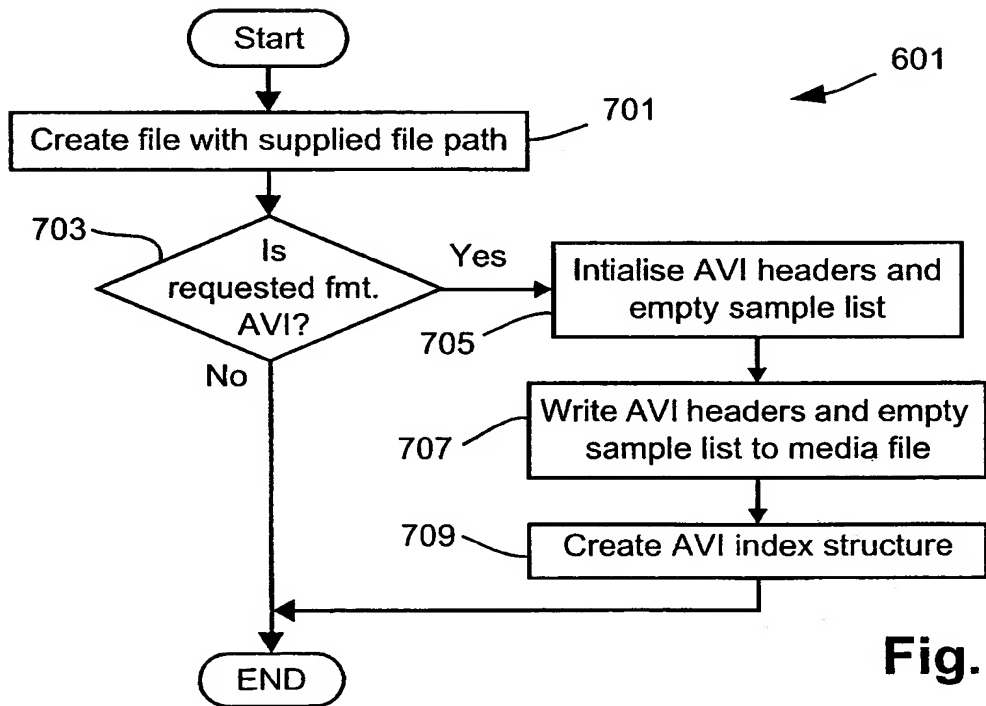 Start
601
701
Create file with supplied file path
703
Is
requested fmt.
AVI?
Yes
No
Intialise AVI headers and
empty sample list
705
Write AVI headers and empty
sample list to media file
707
709
Create AVI index structure
END
Fig.